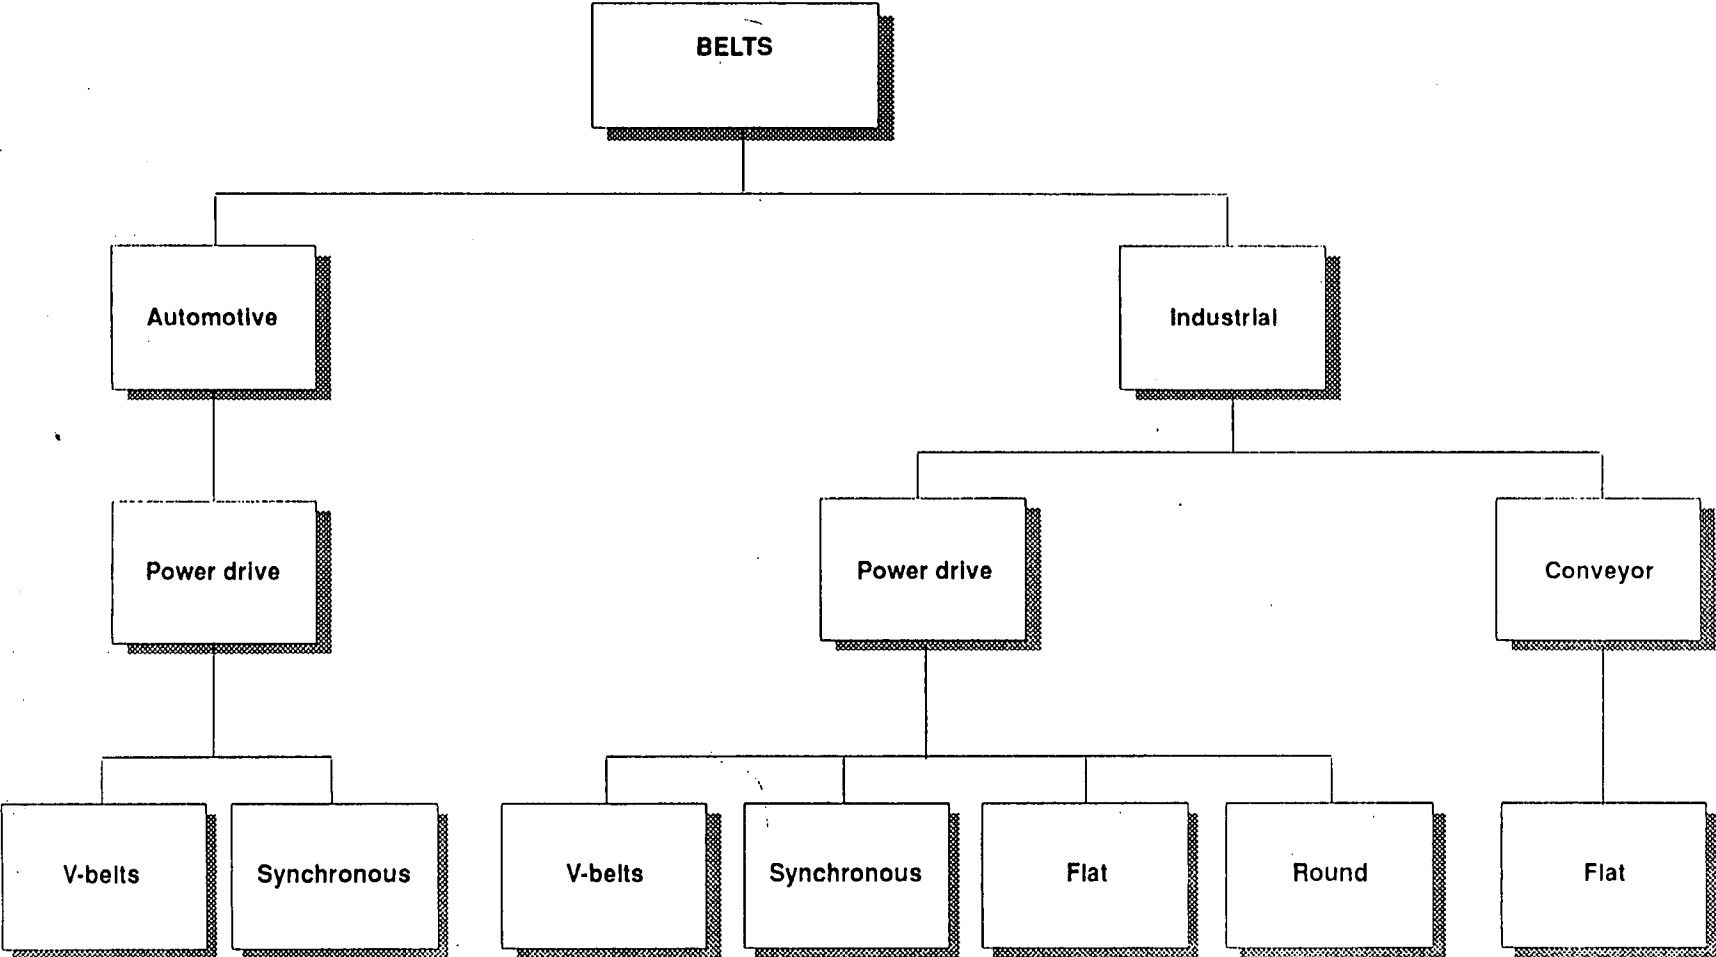 BELTS
Automotive
Industrial
Power drive
Power drive
Conveyor
V-belts
Synchronous
V-belts
Synchronous
Flat
Round
Flat